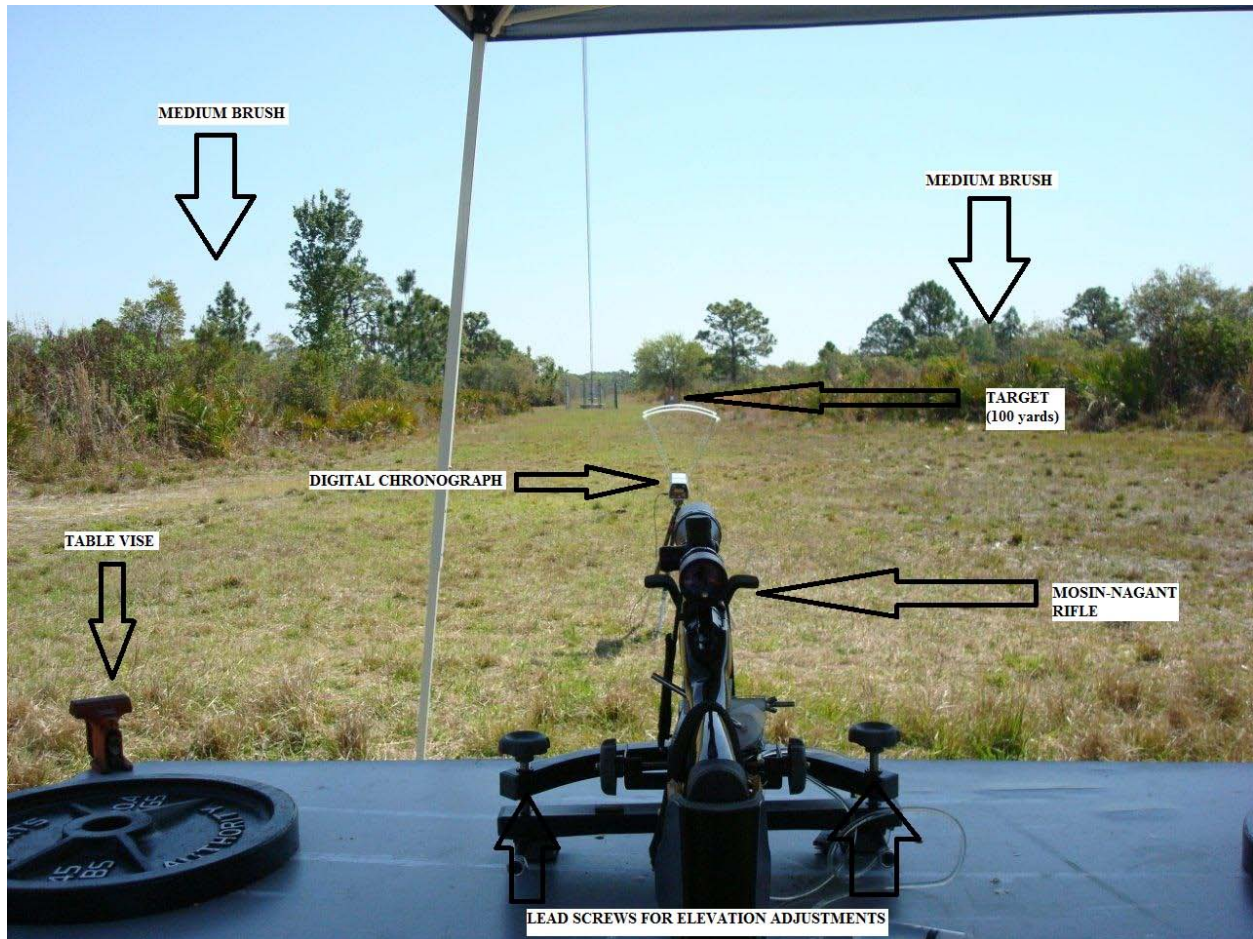 MEDIUM BRUSH
MEDIUM BRUSH
TARGET
(100 yards)
DIGITAL CHRONOGRAPH
TABLE VISE
MOSIN-NAGANT
RIFLE
AUTHORITY
45
LBS
LEAD SCREWS FOR ELEVATION ADJUSTMENTS